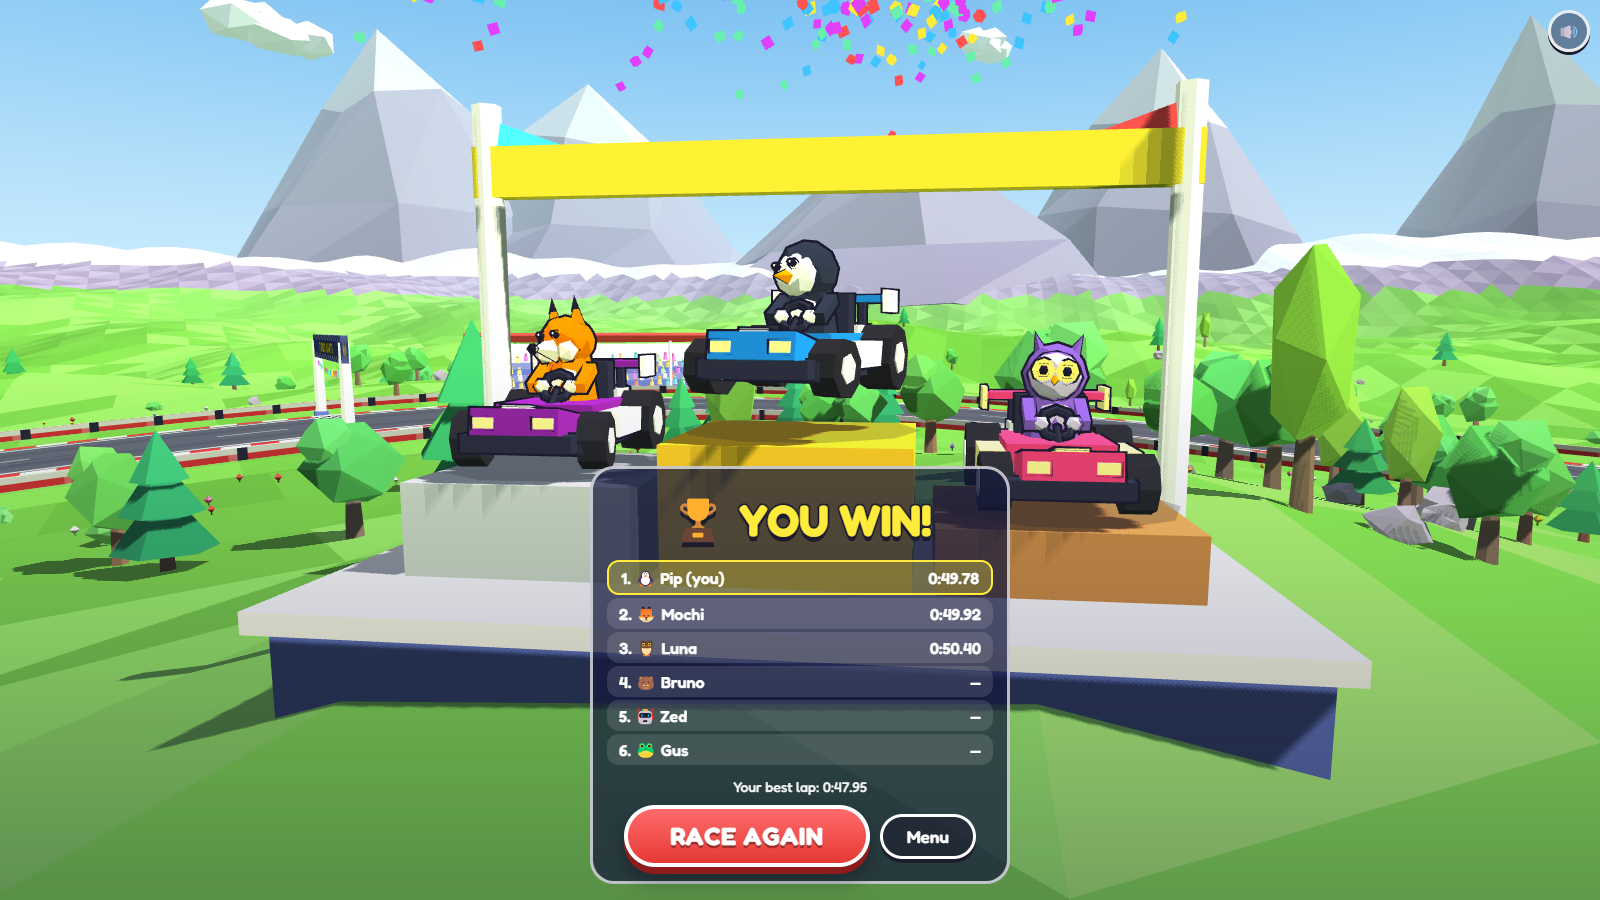 YOU WIN!
1. Pip (you) 0:49.78
2. Mochi 0:49.92
3. Luna 0:50.40
4. Bruno –
5. Zed –
6. Gus –
Your best lap: 0:47.95
RACE AGAIN
Menu